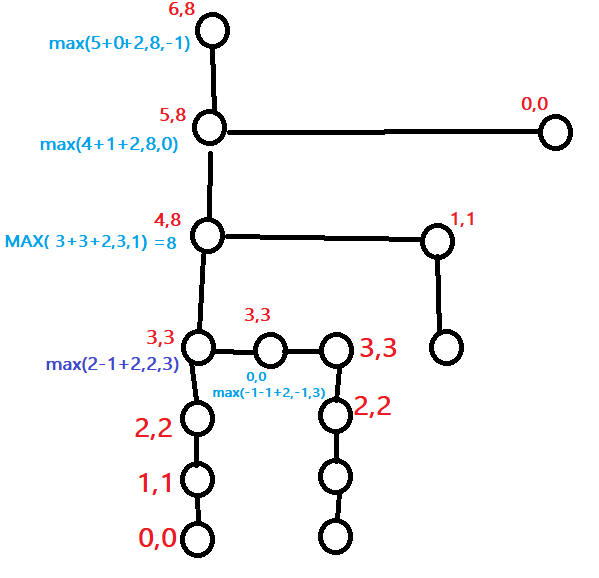 6,8
max(5+0+2,8,-1)
5,8
0,0
max(4+1+2,8,0)
4,8
1,1
MAX( 3+3+2,3,1) =8
3,3
3,3
3,3
max(2-1+2,2,3)
0,0
max(-1-1+2,-1,3)
2,2
2,2
1,1
0,0